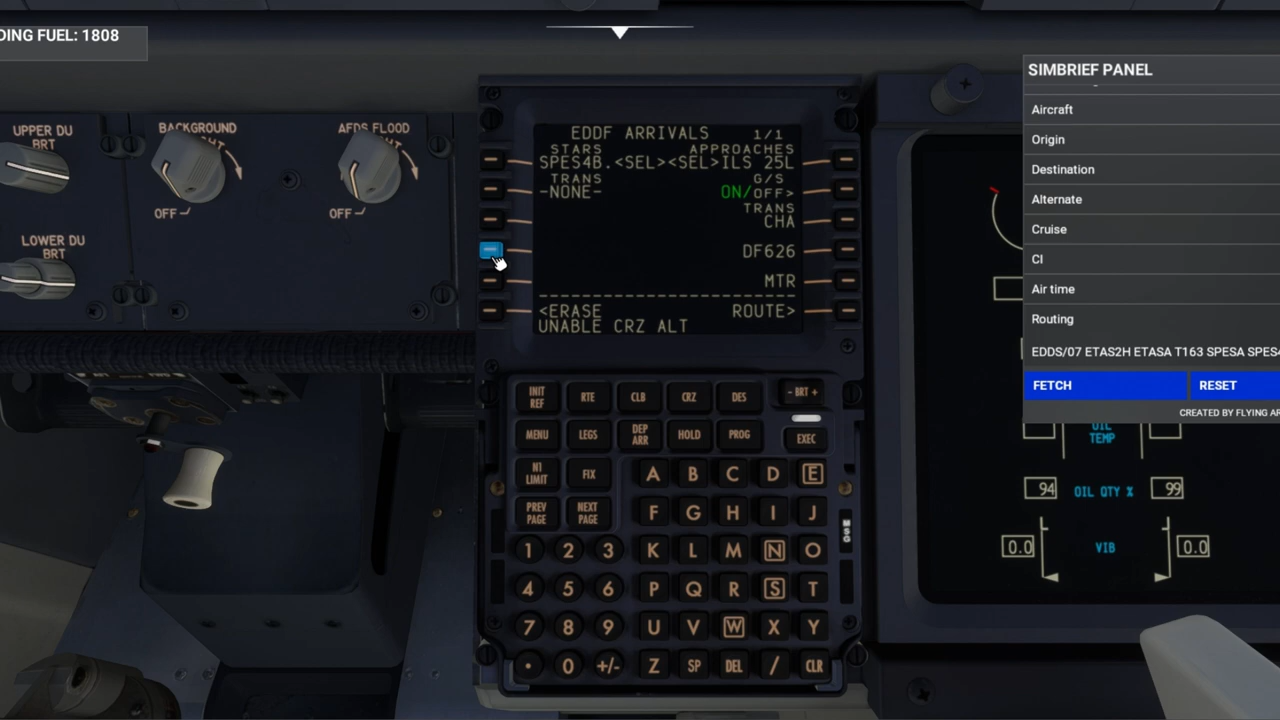 DING FUEL: 1808
SIMBRIEF PANEL
Aircraft
Origin
Destination
Alternate
Cruise
CI
Air time
Routing
EDDS/07 ETAS2H ETASA T163 SPESA SPES4
FETCH RESET
CREATED BY FLYING AR
UPPER DU
BRT
BACKGROUND
OFF
AFDS FLOOD
OFF
LOWER DU
BRT
EDDF ARRIVALS 1/1
STARS APPROACHES
SPES4B.<SEL><SEL>ILS 25L
TRANS G/S
-NONE- ON/OFF>
TRANS
CHA
DF626
MTR
<ERASE ROUTE>
UNABLE CRZ ALT
INIT REF RTE CLB CRZ DES - BRT +
MENU LEGS DEP ARR HOLD PROG EXEC
N1 LIMIT FIX A B C D E
PREV PAGE NEXT PAGE F G H I J
1 2 3 K L M N O
4 5 6 P Q R S T
7 8 9 U V W X Y
. 0 +/- Z SP DEL / CLR
MSG
OIL
TEMP
94 OIL QTY % 99
0.0 VIB 0.0